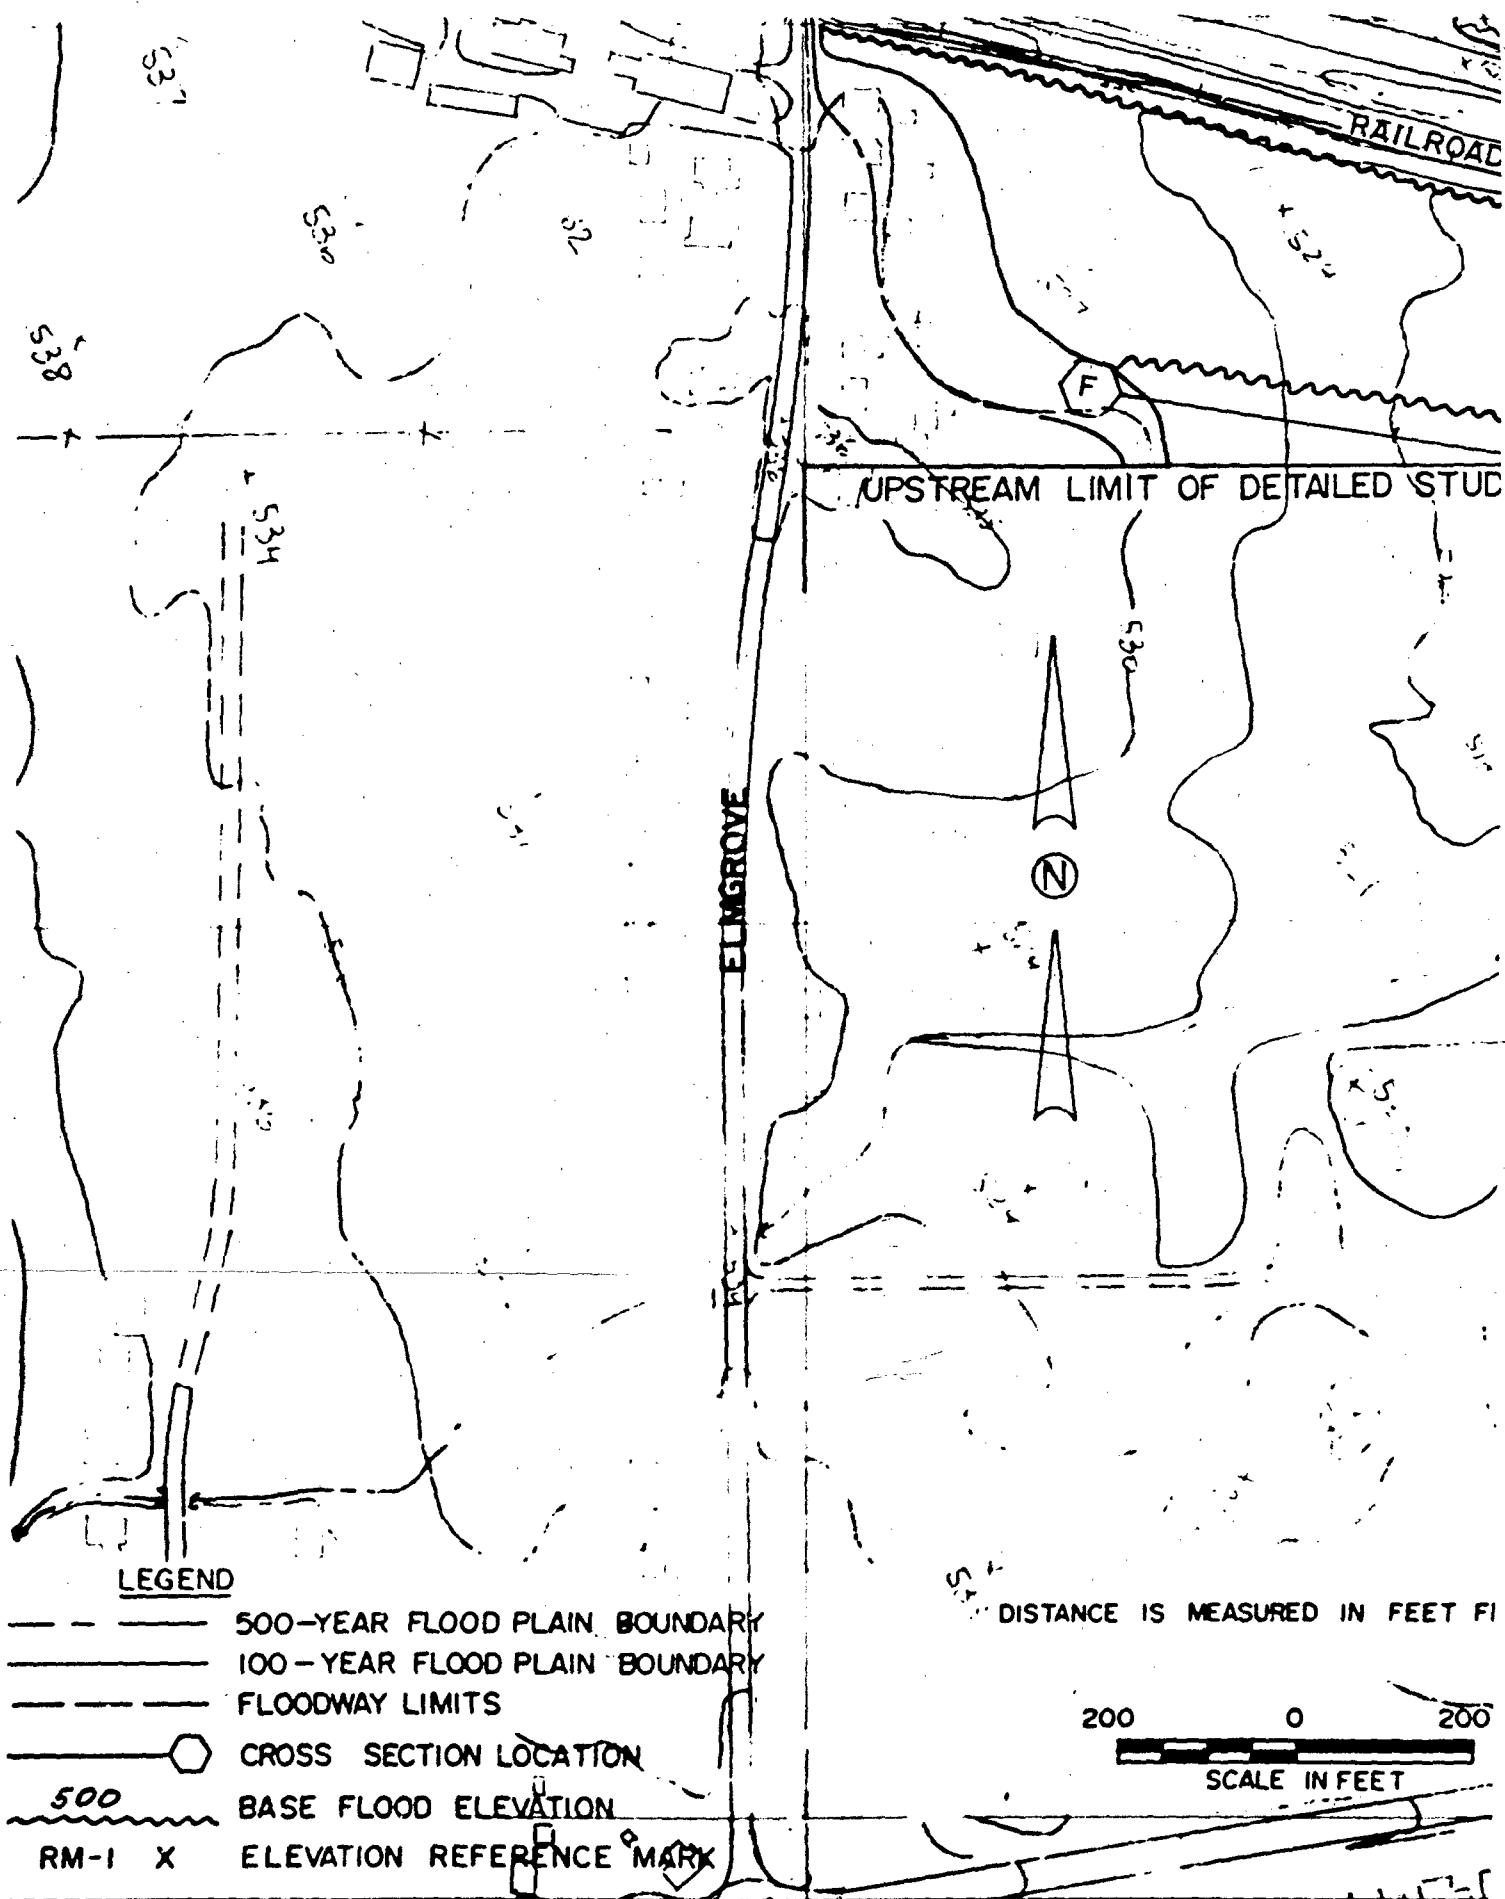 RAILROAD
538
F
UPSTREAM LIMIT OF DETAILED STUD
534
530
ELMGROVE
N
LEGEND
500-YEAR FLOOD PLAIN BOUNDARY
100-YEAR FLOOD PLAIN BOUNDARY
FLOODWAY LIMITS
CROSS SECTION LOCATION
500
BASE FLOOD ELEVATION
RM-1 X ELEVATION REFERENCE MARK
DISTANCE IS MEASURED IN FEET
200 0 200
SCALE IN FEET